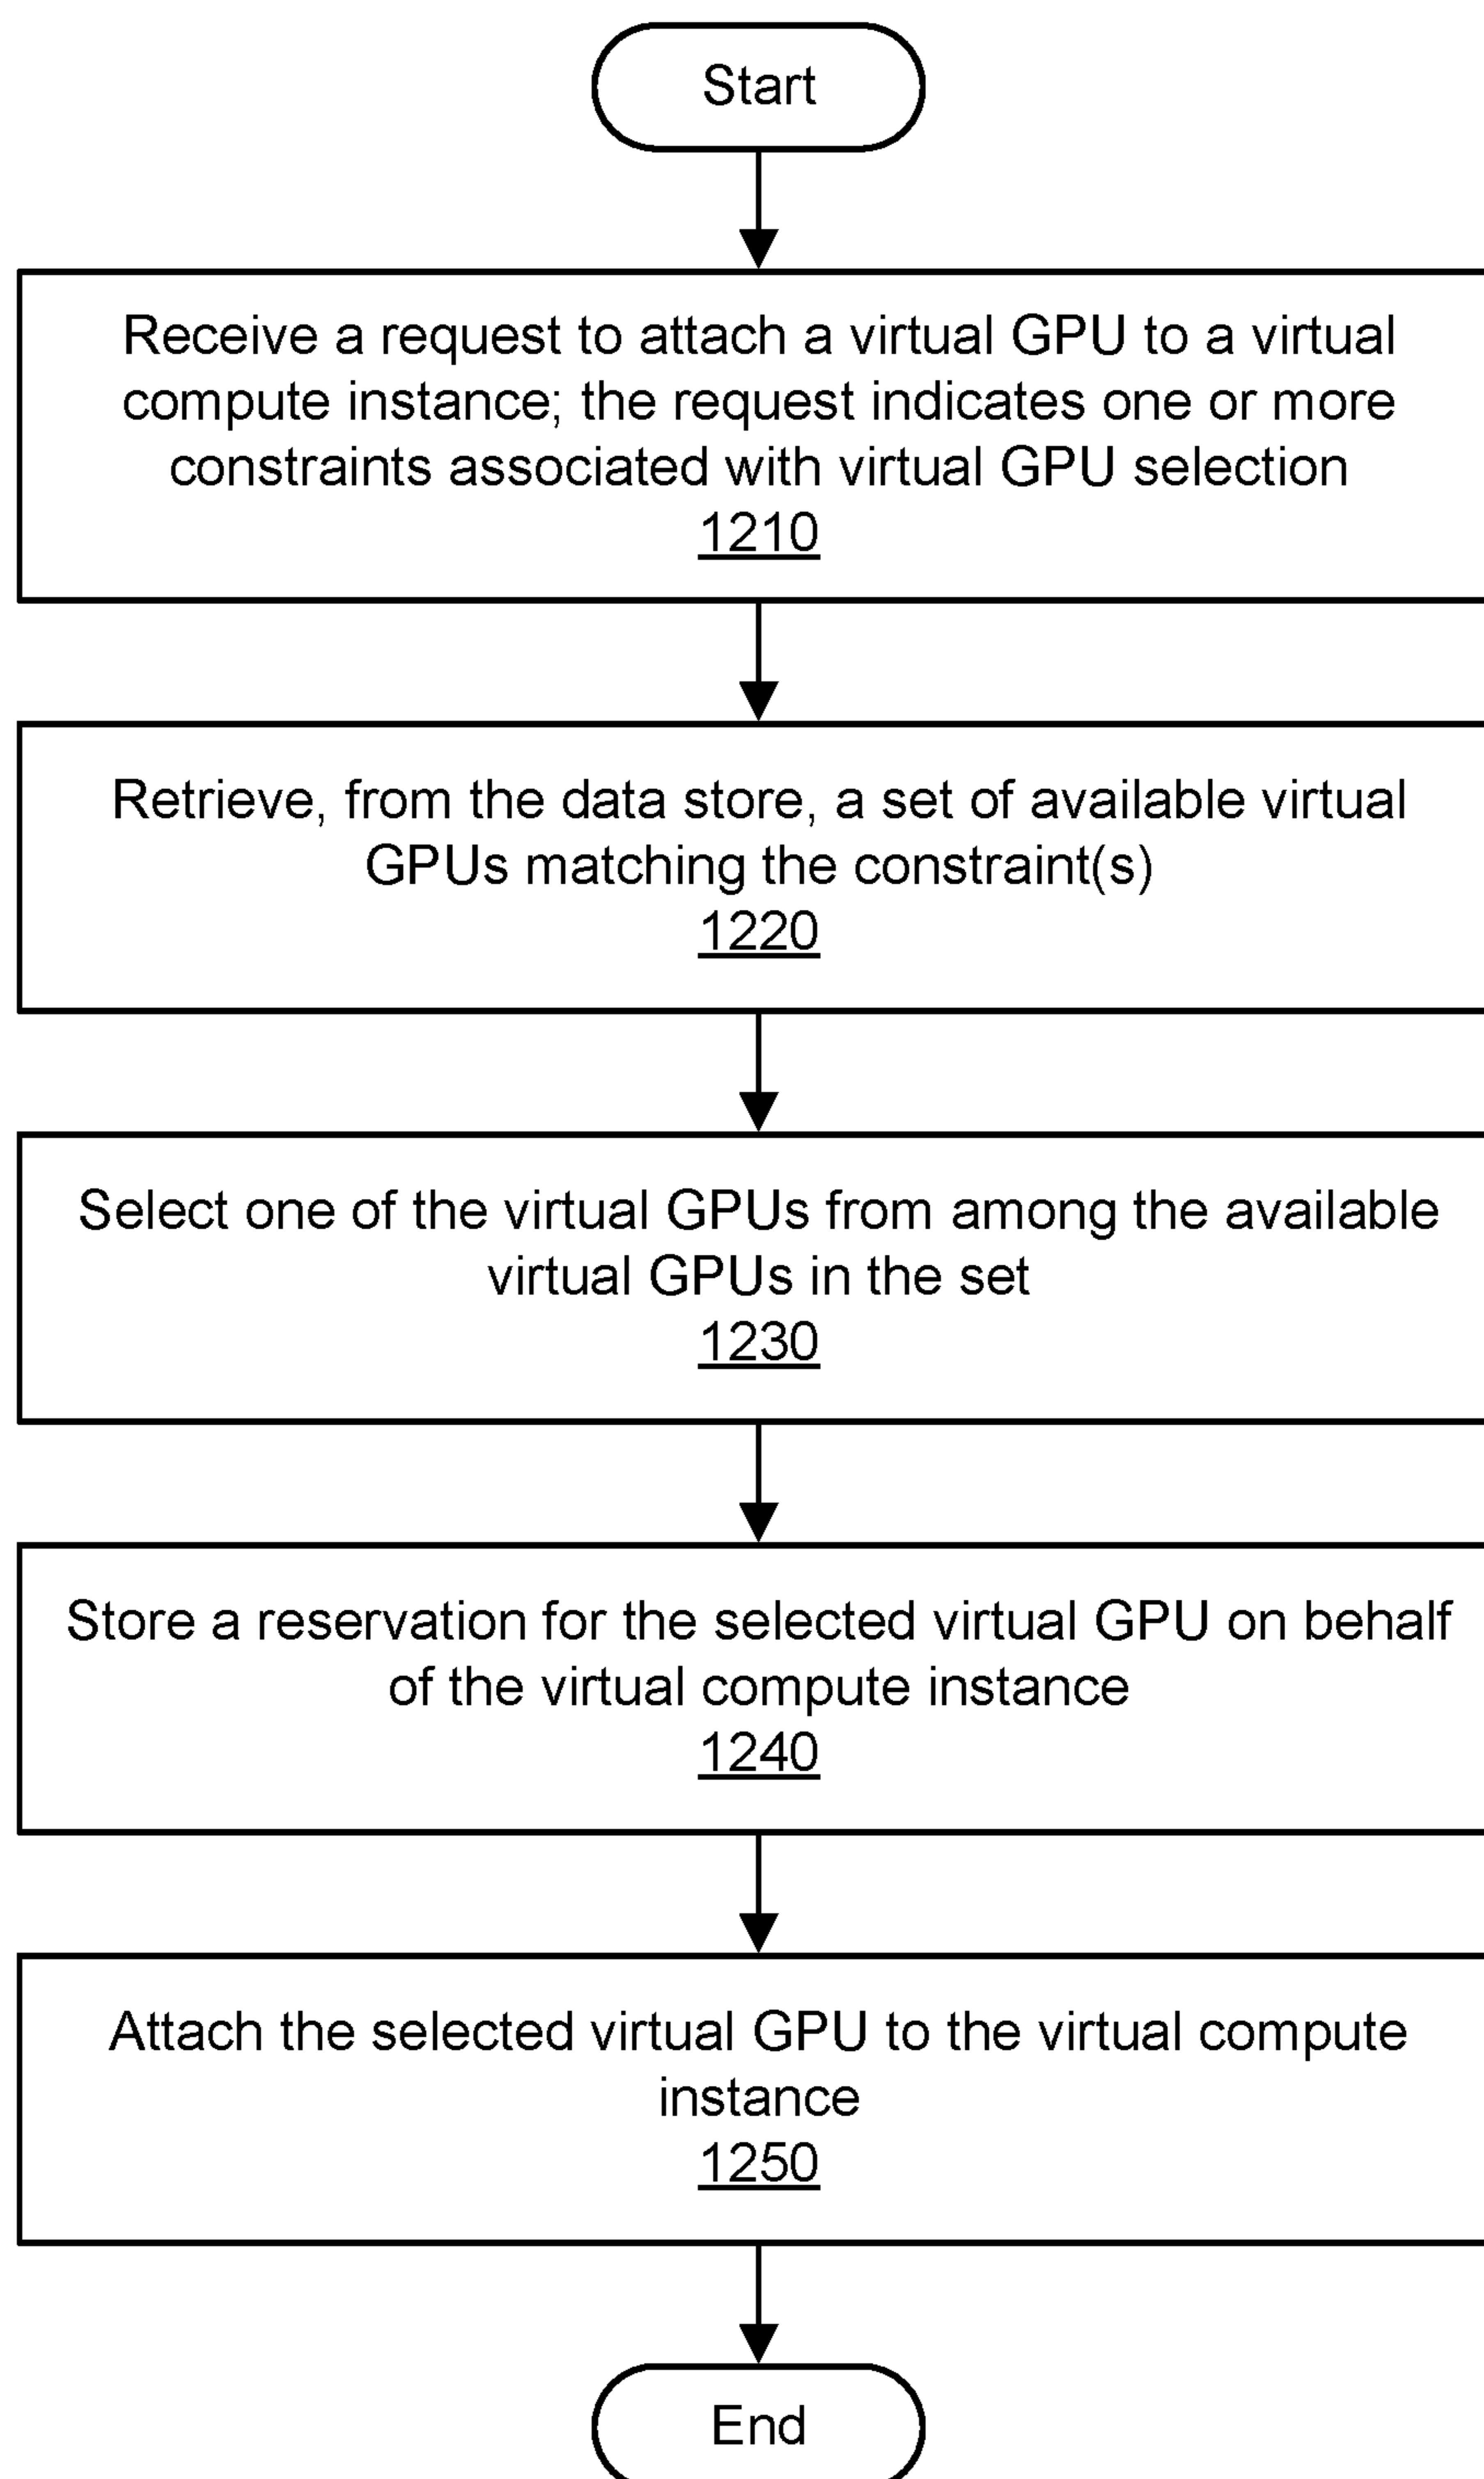 Start
Receive a request to attach a virtual GPU to a virtual
compute instance; the request indicates one or more
constraints associated with virtual GPU selection
1210
Retrieve, from the data store, a set of available virtual
GPUs matching the constraint(s)
1220
Select one of the virtual GPUs from among the available
virtual GPUs in the set
1230
Store a reservation for the selected virtual GPU on behalf
of the virtual compute instance
1240
Attach the selected virtual GPU to the virtual compute
instance
1250
End